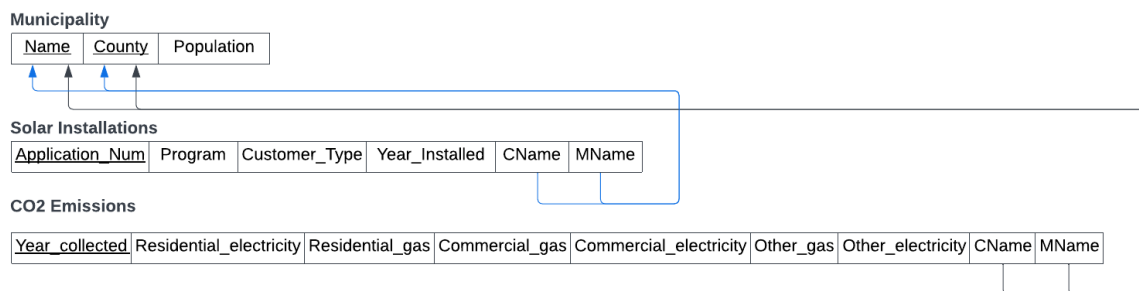 Municipality
Name County Population
Solar Installations
Application_Num Program Customer_Type Year_Installed CName MName
CO2 Emissions
Year_collected Residential_electricity Residential_gas Commercial_gas Commercial_electricity Other_gas Other_electricity CName MName